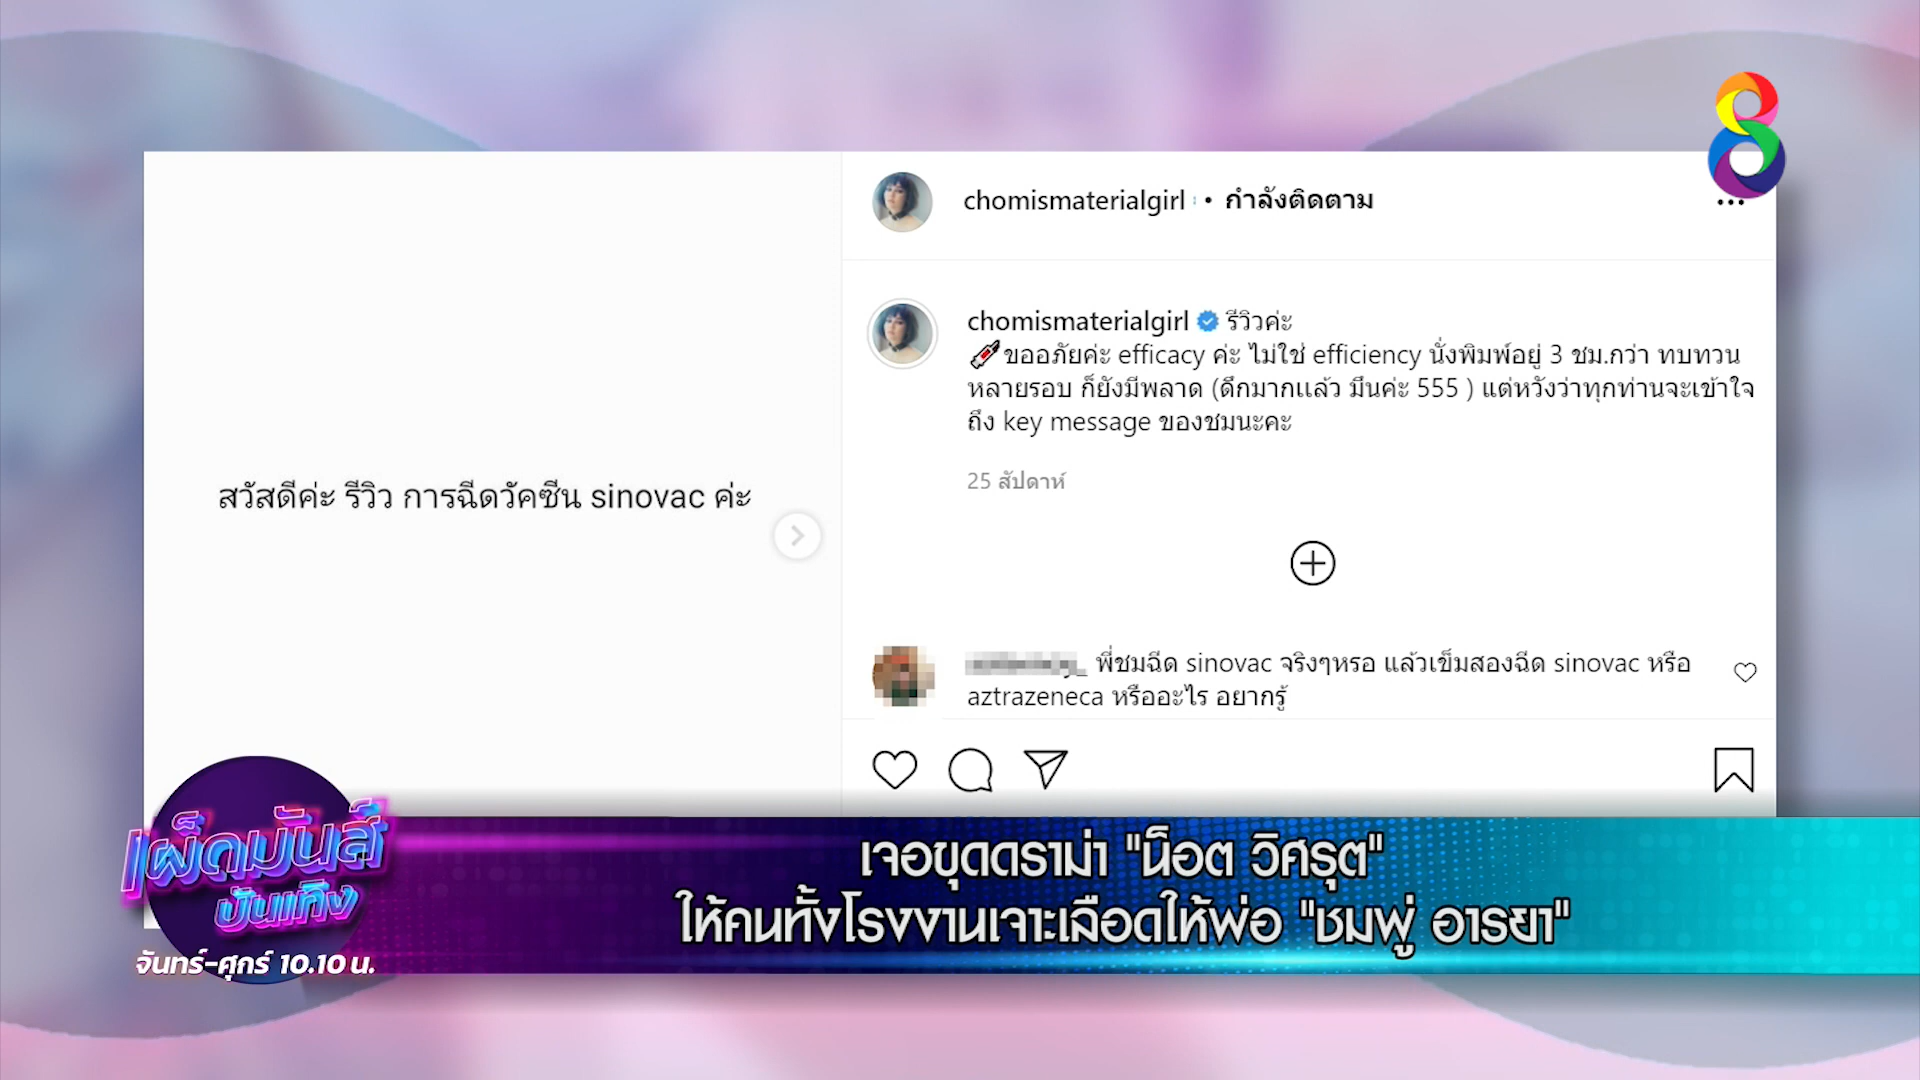 8
chomismaterialgirl • กำลังติดตาม
chomismaterialgirl รีวิวค่ะ
ขออภัยค่ะ efficacy ค่ะ ไม่ใช่ efficiency นั่งพิมพ์อยู่ 3 ชม.กว่า ทบทวน
หลายรอบ ก็ยังมีพลาด (ดึกมากแล้ว มึนค่ะ 555 ) แต่หวังว่าทุกท่านจะเข้าใจ
ถึง key message ของชมนะคะ
25 สัปดาห์
สวัสดีค่ะ รีวิว การฉีดวัคซีน sinovac ค่ะ
พี่ชมฉีด sinovac จริงๆหรอ แล้วเข็มสองฉีด sinovac หรือ
aztrazeneca หรืออะไร อยากรู้
เผ็ดมันส์
บันเทิง
จันทร์-ศุกร์ 10.10 น.
เจอขุดดราม่า "น็อต วิศรุต"
ให้คนทั้งโรงงานเจาะเลือดให้พ่อ "ชมพู่ อารยา"